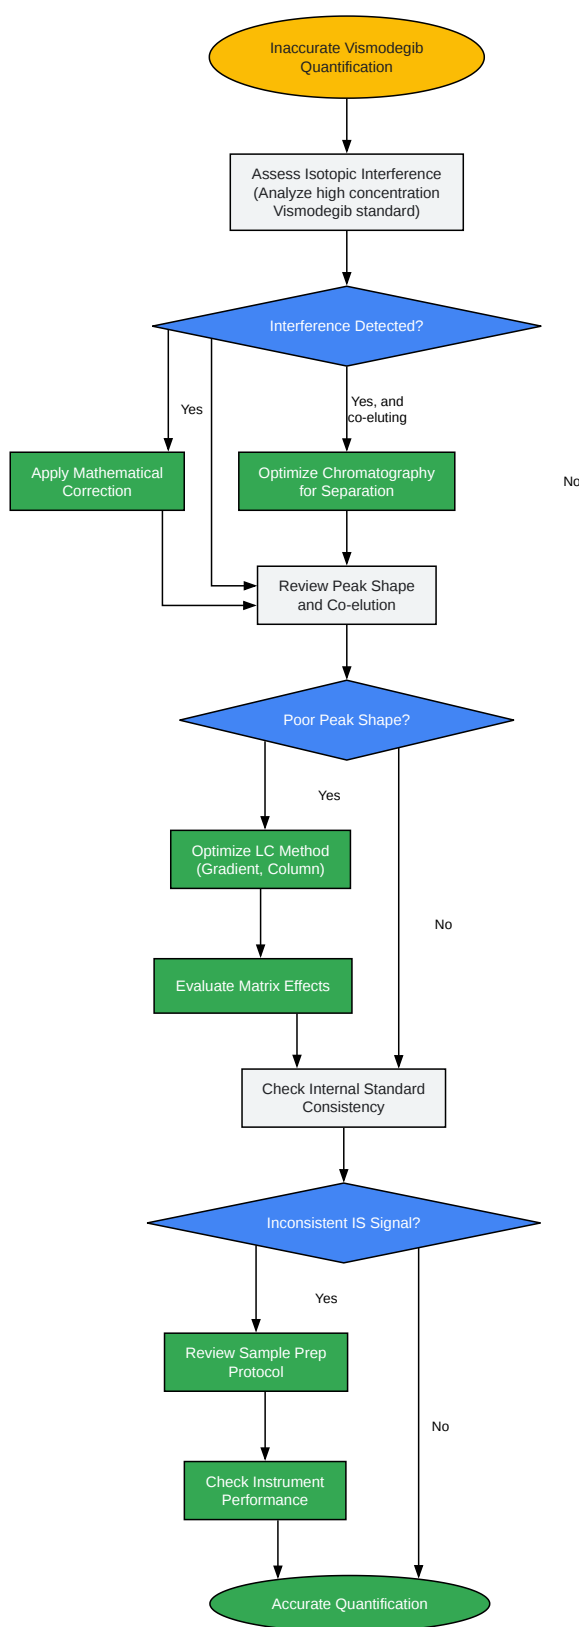 Inaccurate Vismodegib
Quantification
Assess Isotopic Interference
(Analyze high concentration
Vismodegib standard)
Interference Detected?
Yes
Yes, and
co-eluting
Apply Mathematical
Correction
Optimize Chromatography
for Separation
No
Review Peak Shape
and Co-elution
Poor Peak Shape?
Yes
Optimize LC Method
(Gradient, Column)
No
Evaluate Matrix Effects
Check Internal Standard
Consistency
Inconsistent IS Signal?
Yes
Review Sample Prep
Protocol
No
Check Instrument
Performance
Accurate Quantification